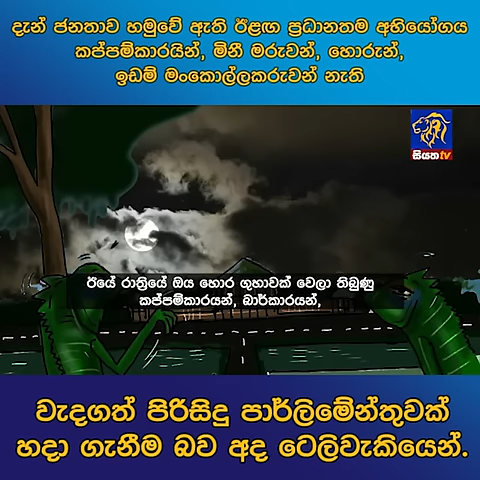 දැන් ජනතාව හමුවේ ඇති ඊළඟ ප්‍රධානතම අභියෝගය
කප්පම්කාරයින්, මිනී මරුවන්, හොරුන්,
ඉඩම් මංකොල්ලකරුවන් නැති
සියත tv
ඊයේ රාත්‍රියේ ඔය හොර ගුහාවක් වෙලා තිබුණු
කප්පම්කාරයන්, බාර්කාරයන්,
වැදගත් පිරිසිදු පාර්ලිමේන්තුවක්
හදා ගැනීම බව අද ටෙලිවැකියෙන්.